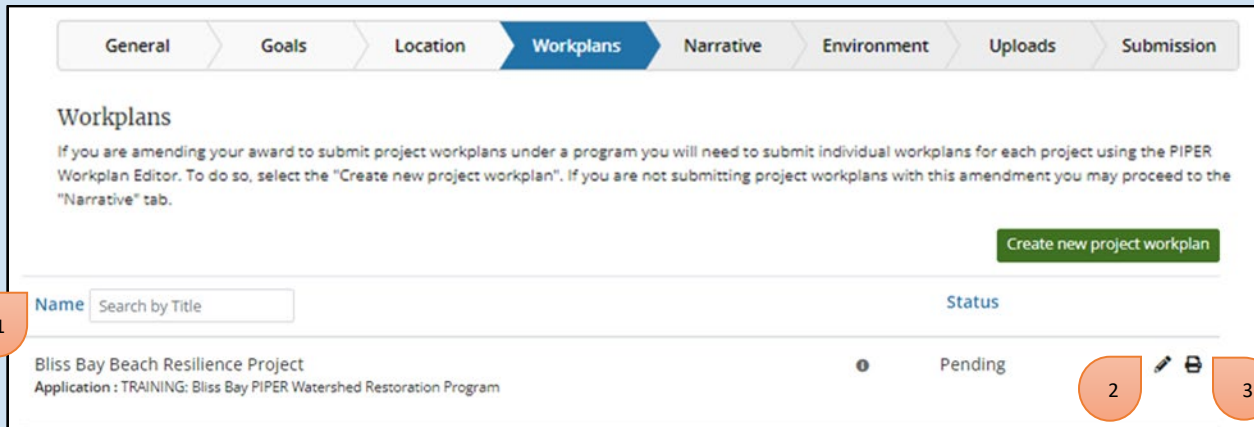 General Goals Location Workplans Narrative Environment Uploads Submission
Workplans
If you are amending your award to submit project workplans under a program you will need to submit individual workplans for each project using the PIPER
Workplan Editor. To do so, select the "Create new project workplan". If you are not submitting project workplans with this amendment you may proceed to the
"Narrative" tab.
Create new project workplan
Name Search by Title Status
1
Bliss Bay Beach Resilience Project Pending
Application : TRAINING: Bliss Bay PIPER Watershed Restoration Program
2 3